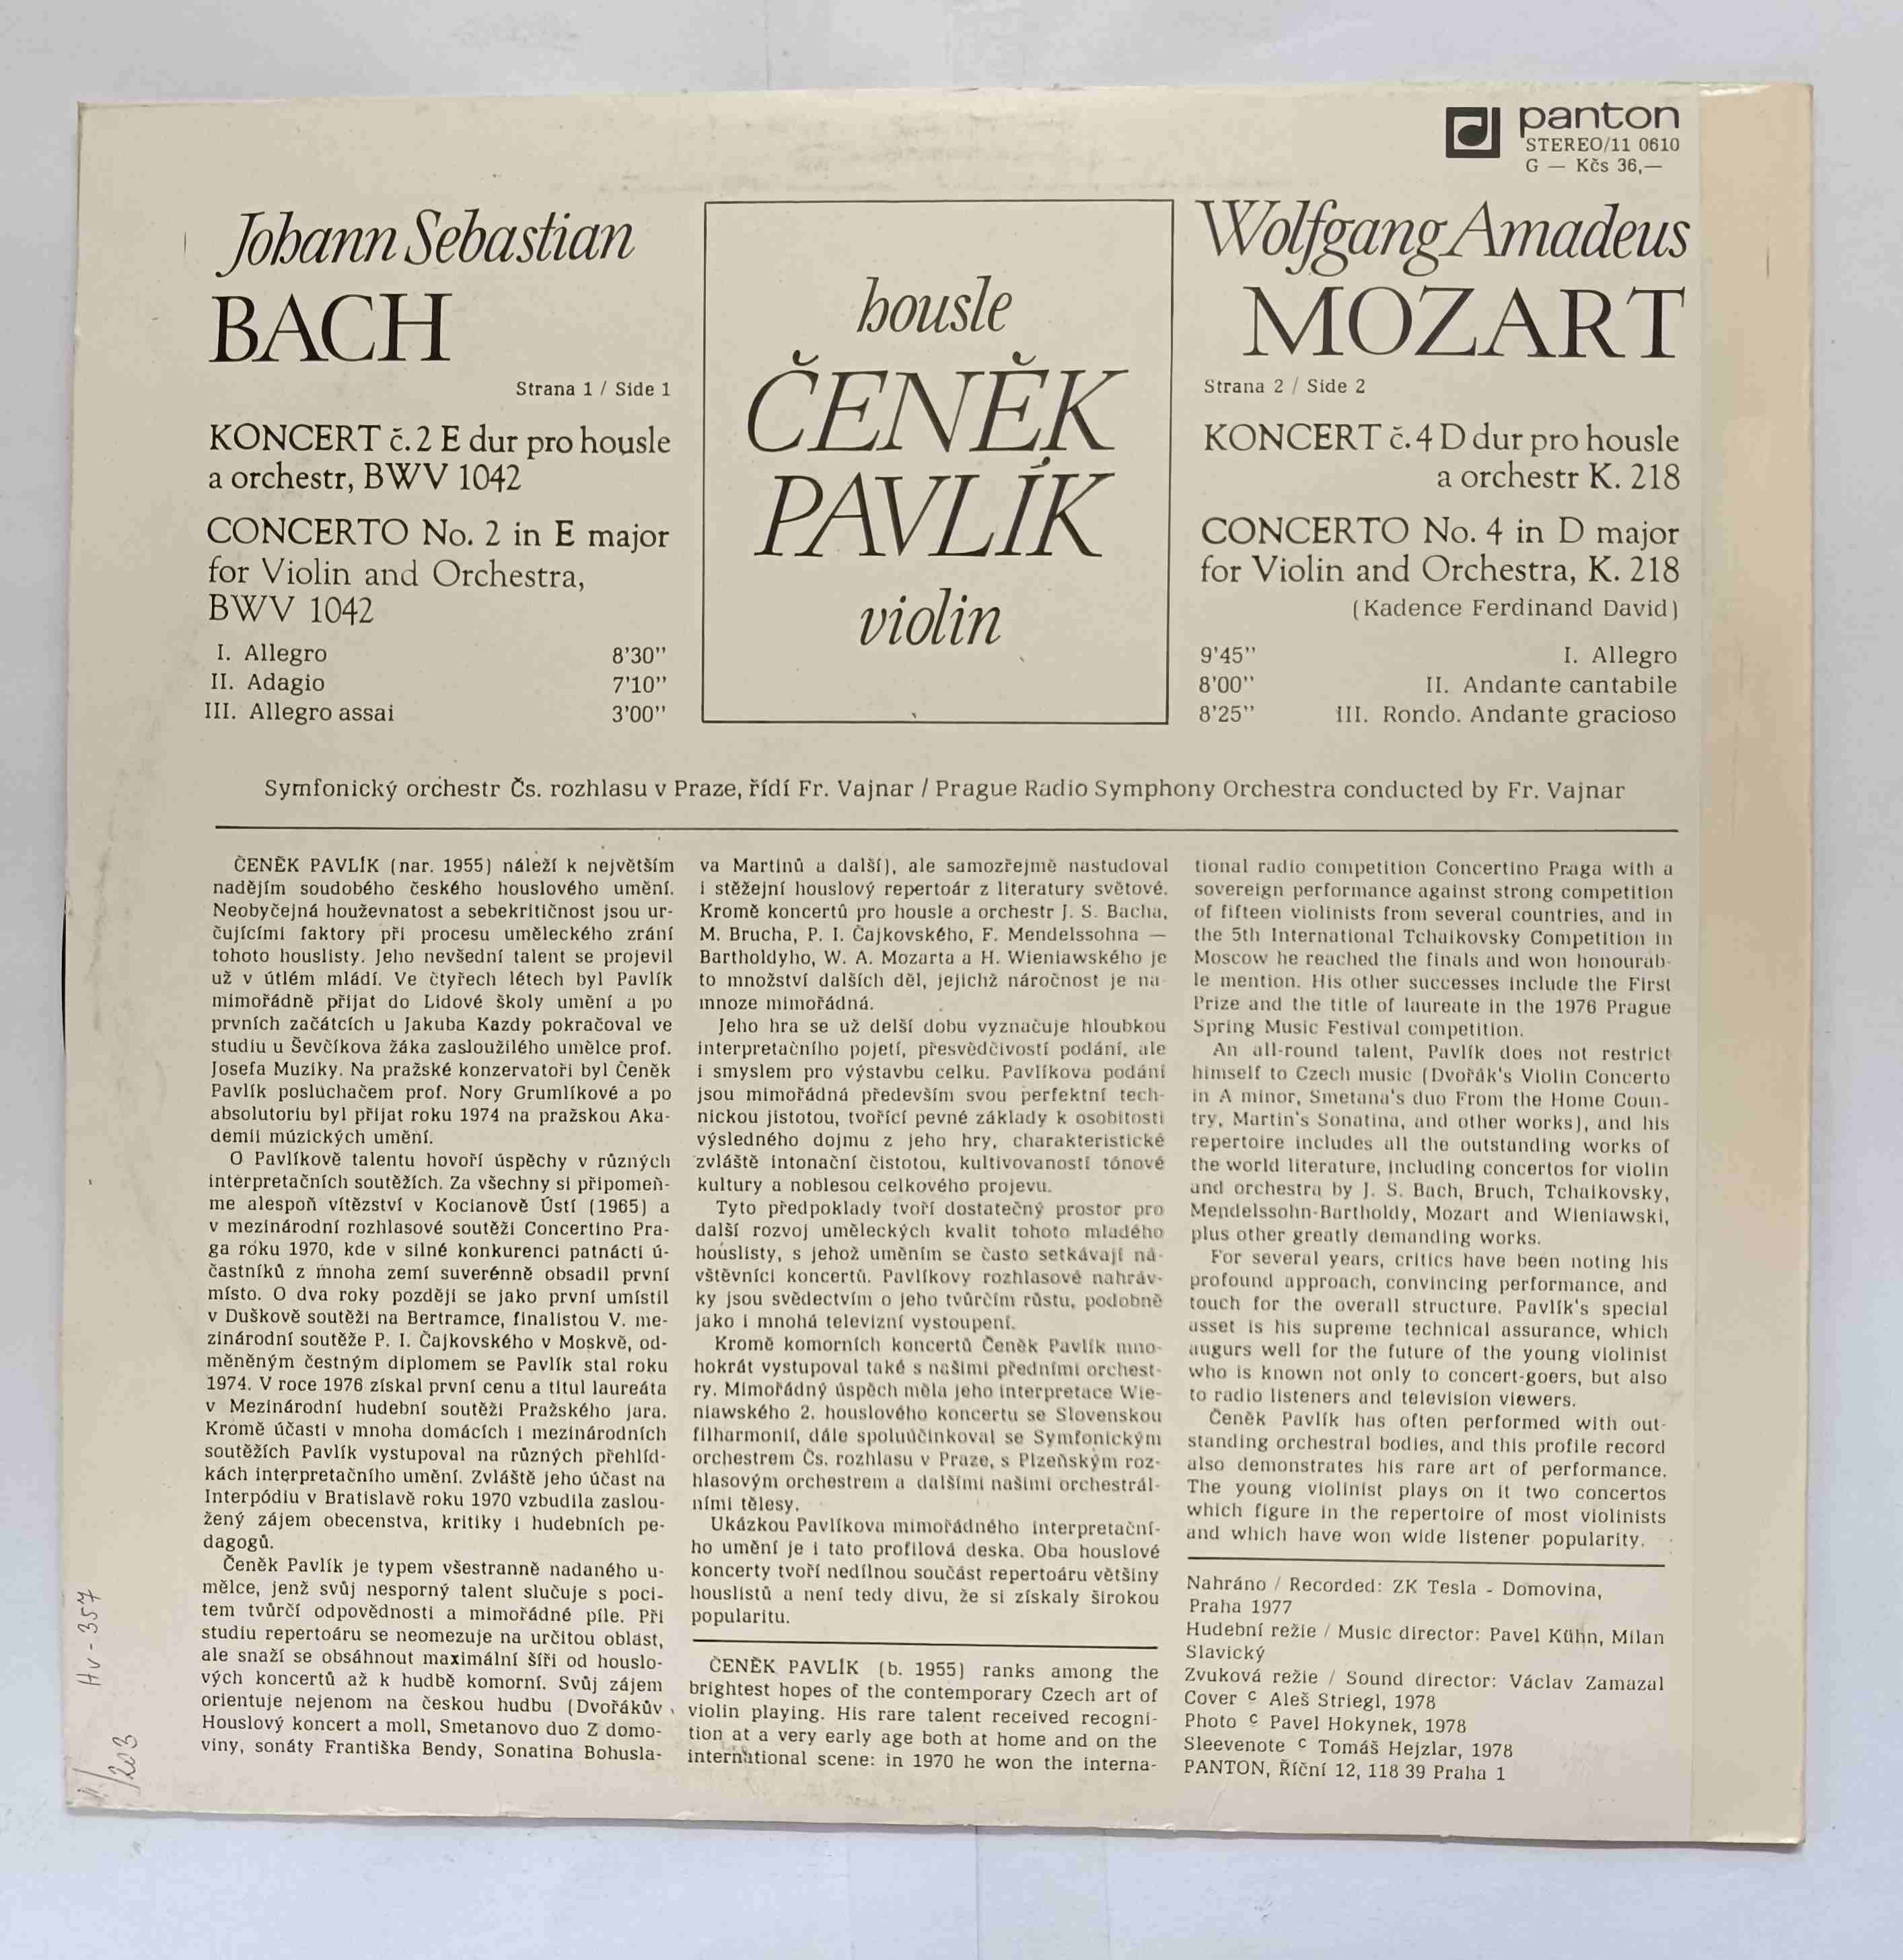 panton
STEREO/11 0610
G — Kčs 36,—
Johann Sebastian
BACH
Strana 1 / Side 1
KONCERT č. 2 E dur pro housle
a orchestr, BWV 1042
CONCERTO No. 2 in E major
for Violin and Orchestra,
BWV 1042
I. Allegro 8'30''
II. Adagio 7'10''
III. Allegro assai 3'00''
housle
ČENĚK
PAVLÍK
violin
Wolfgang Amadeus
MOZART
Strana 2 / Side 2
KONCERT č. 4 D dur pro housle
a orchestr K. 218
CONCERTO No. 4 in D major
for Violin and Orchestra, K. 218
(Kadence Ferdinand David)
9'45'' I. Allegro
8'00'' II. Andante cantabile
8'25'' III. Rondo. Andante gracioso
Symfonický orchestr Čs. rozhlasu v Praze, řídí Fr. Vajnar / Prague Radio Symphony Orchestra conducted by Fr. Vajnar
ČENĚK PAVLÍK (nar. 1955) náleží k největším
nadějím soudobého českého houslového umění.
Neobyčejná houževnatost a sebekritičnost jsou ur-
čujícími faktory při procesu uměleckého zrání
tohoto houslisty. Jeho nevšední talent se projevil
už v útlém mládí. Ve čtyřech létech byl Pavlík
mimořádně přijat do Lidové školy umění a po
prvních začátcích u Jakuba Kazdy pokračoval ve
studiu u Ševčíkova žáka zasloužilého umělce prof.
Josefa Muziky. Na pražské konzervatoři byl Čeněk
Pavlík posluchačem prof. Nory Grumlíkové a po
absolutoriu byl přijat roku 1974 na pražskou Aka-
demii múzických umění.
O Pavlíkově talentu hovoří úspěchy v různých
interpretačních soutěžích. Za všechny si připomeň-
me alespoň vítězství v Kocianově Ústí (1965) a
v mezinárodní rozhlasové soutěži Concertino Pra-
ga roku 1970, kde v silné konkurenci patnácti ú-
častníků z mnoha zemí suverénně obsadil první
místo. O dva roky později se jako první umístil
v Duškově soutěži na Bertramce, finalistou V. me-
zinárodní soutěže P. I. Čajkovského v Moskvě, od-
měněným čestným diplomem se Pavlík stal roku
1974. V roce 1976 získal první cenu a titul laureáta
v Mezinárodní hudební soutěži Pražského jara.
Kromě účasti v mnoha domácích i mezinárodních
soutěžích Pavlík vystupoval na různých přehlíd-
kách interpretačního umění. Zvláště jeho účast na
Interpódiu v Bratislavě roku 1970 vzbudila zaslou-
žený zájem obecenstva, kritiky i hudebních pe-
dagogů.
Čeněk Pavlík je typem všestranně nadaného u-
mělce, jenž svůj nesporný talent slučuje s poci-
tem tvůrčí odpovědnosti a mimořádné píle. Při
studiu repertoáru se neomezuje na určitou oblast,
ale snaží se obsáhnout maximální šíři od houslo-
vých koncertů až k hudbě komorní. Svůj zájem
orientuje nejenom na českou hudbu (Dvořákův
Houslový koncert a moll, Smetanovo duo Z domo-
viny, sonáty Františka Bendy, Sonatina Bohusla-
va Martinů a další), ale samozřejmě nastudoval
i stěžejní houslový repertoár z literatury světové.
Kromě koncertů pro housle a orchestr J. S. Bacha,
M. Brucha, P. I. Čajkovského, F. Mendelssohna —
Bartholdyho, W. A. Mozarta a H. Wieniawského je
to množství dalších děl, jejichž náročnost je na-
mnoze mimořádná.
Jeho hra se už delší dobu vyznačuje hloubkou
interpretačního pojetí, přesvědčivostí podání, ale
i smyslem pro výstavbu celku. Pavlíkova podání
jsou mimořádná především svou perfektní tech-
nickou jistotou, tvořící pevné základy k osobitosti
výsledného dojmu z jeho hry, charakteristické
zvláště intonační čistotou, kultivovaností tónové
kultury a noblesou celkového projevu.
Tyto předpoklady tvoří dostatečný prostor pro
další rozvoj uměleckých kvalit tohoto mladého
houslisty, s jehož uměním se často setkávají ná-
vštěvníci koncertů. Pavlíkovy rozhlasové nahráv-
ky jsou svědectvím o jeho tvůrčím růstu, podobně
jako i mnohá televizní vystoupení.
Kromě komorních koncertů Čeněk Pavlík mno-
hokrát vystupoval také s našimi předními orchest-
ry. Mimořádný úspěch měla jeho interpretace Wie-
niawského 2. houslového koncertu se Slovenskou
filharmonií, dále spoluúčinkoval se Symfonickým
orchestrem Čs. rozhlasu v Praze, s Plzeňským roz-
hlasovým orchestrem a dalšími našimi orchestrál-
ními tělesy.
Ukázkou Pavlíkova mimořádného interpretační-
ho umění je i tato profilová deska. Oba houslové
koncerty tvoří nedílnou součást repertoáru většiny
houslistů a není tedy divu, že si získaly širokou
popularitu.
ČENĚK PAVLÍK (b. 1955) ranks among the
brightest hopes of the contemporary Czech art of
violin playing. His rare talent received recogni-
tion at a very early age both at home and on the
international scene: in 1970 he won the interna-
tional radio competition Concertino Praga with a
sovereign performance against strong competition
of fifteen violinists from several countries, and in
the 5th International Tchaikovsky Competition in
Moscow he reached the finals and won honourab-
le mention. His other successes include the First
Prize and the title of laureate in the 1976 Prague
Spring Music Festival competition.
An all-round talent, Pavlík does not restrict
himself to Czech music (Dvořák's Violin Concerto
in A minor, Smetana's duo From the Home Coun-
try, Martin's Sonatina, and other works), and his
repertoire includes all the outstanding works of
the world literature, including concertos for violin
and orchestra by J. S. Bach, Bruch, Tchaikovsky,
Mendelssohn-Bartholdy, Mozart and Wieniawski,
plus other greatly demanding works.
For several years, critics have been noting his
profound approach, convincing performance, and
touch for the overall structure. Pavlík's special
asset is his supreme technical assurance, which
augurs well for the future of the young violinist
who is known not only to concert-goers, but also
to radio listeners and television viewers.
Čeněk Pavlík has often performed with out-
standing orchestral bodies, and this profile record
also demonstrates his rare art of performance.
The young violinist plays on it two concertos
which figure in the repertoire of most violinists
and which have won wide listener popularity.
Nahráno / Recorded: ZK Tesla - Domovina,
Praha 1977
Hudební režie / Music director: Pavel Kühn, Milan
Slavický
Zvuková režie / Sound director: Václav Zamazal
Cover c Aleš Striegl, 1978
Photo c Pavel Hokynek, 1978
Sleevenote c Tomáš Hejzlar, 1978
PANTON, Říční 12, 118 39 Praha 1
Hv - 357
/203